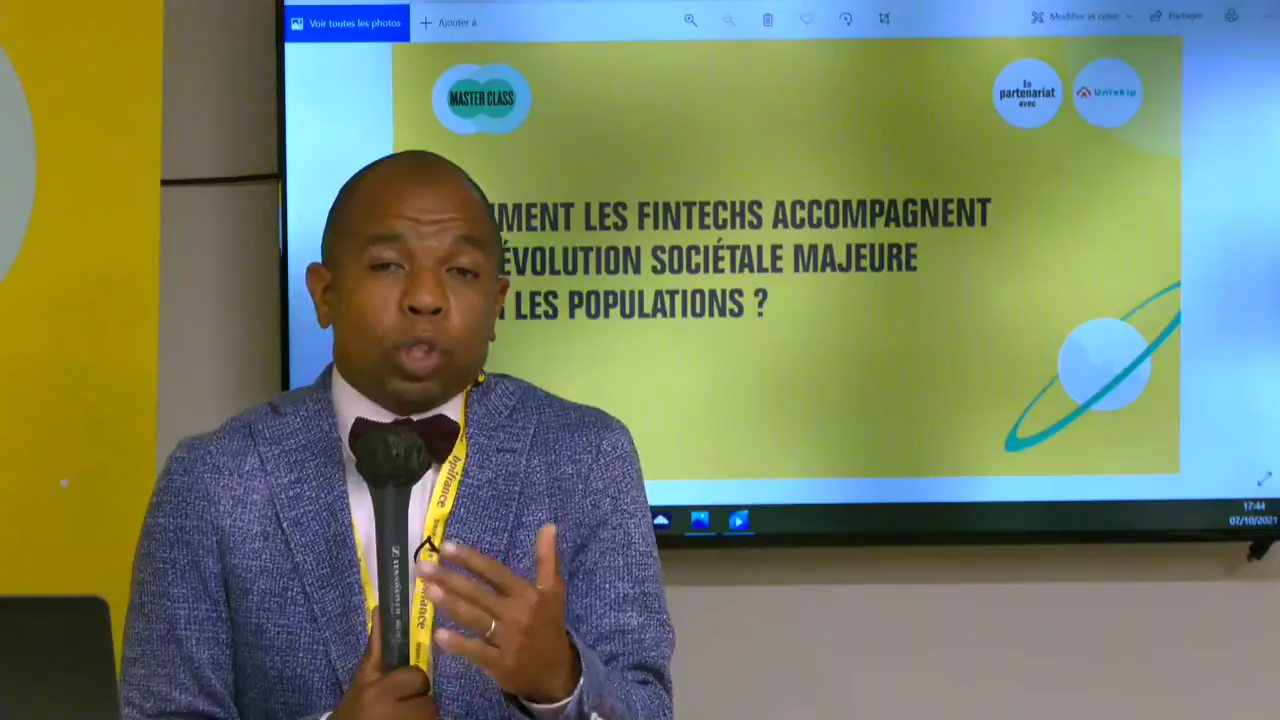 Voir toutes les photos
Ajouter à
Modifier et créer
Partager
MASTER CLASS
En
partenariat
avec
Uniskip
MENT LES FINTECHS ACCOMPAGNENT
ÉVOLUTION SOCIÉTALE MAJEURE
LES POPULATIONS ?
bpifrance
SENNHEISER
17:44
07/10/2021